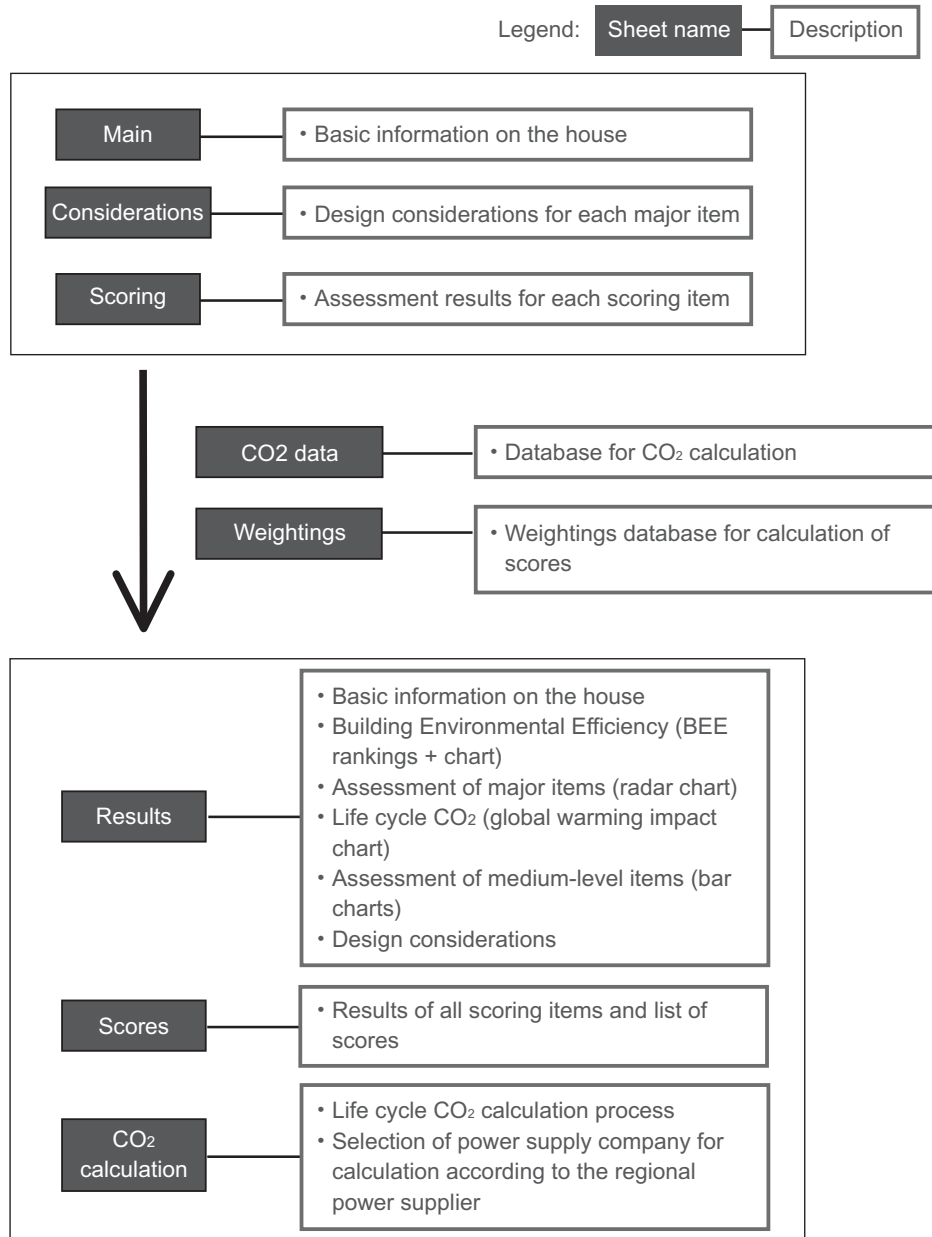 Legend: Sheet name Description
Main
• Basic information on the house
Considerations
• Design considerations for each major item
Scoring
• Assessment results for each scoring item
CO2 data
• Database for CO₂ calculation
Weightings
• Weightings database for calculation of
scores
Results
• Basic information on the house
• Building Environmental Efficiency (BEE
rankings + chart)
• Assessment of major items (radar chart)
• Life cycle CO₂ (global warming impact
chart)
• Assessment of medium-level items (bar
charts)
• Design considerations
Scores
• Results of all scoring items and list of
scores
CO₂
calculation
• Life cycle CO₂ calculation process
• Selection of power supply company for
calculation according to the regional
power supplier